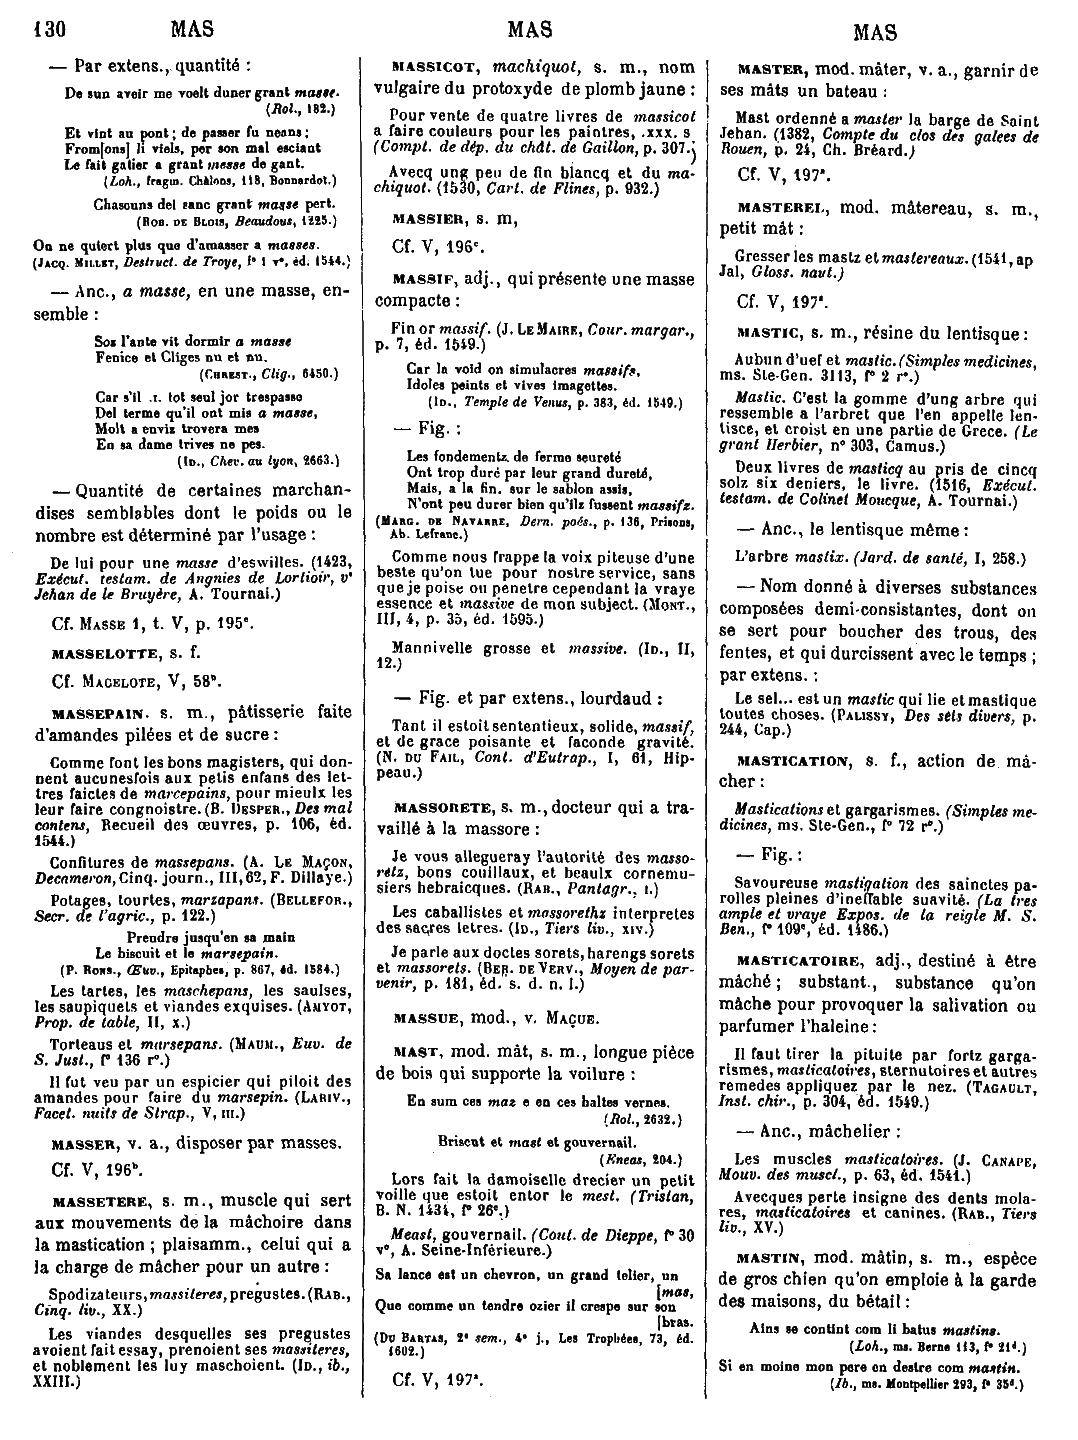 130 MAS MAS MAS
— Par extens., quantité :
De sun aveir me voelt duner grant masse.
(Rol., 182.)
Et vint au pont ; de passer fu neans ;
From[ons] li viels, por son mal esciant
Le fait galier a grant messe de gant.
(Loh., fragm. Châlons, 118, Bonnardot.)
Chascuns del sanc grant masse pert.
(Rob. de Blois, Beaudous, 1225.)
On ne quiert plus que d'amasser a masses.
(Jacq. Millet, Destruct. de Troye, f° 1 v°, éd. 1544.)
— Anc., a masse, en une masse, en-
semble :
Sos l'ante vit dormir a masse
Fenice et Cliges nu et nu.
(Chrest., Clig., 6450.)
Car s'il .I. tot seul jor trespasse
Del terme qu'il ont mis a masse,
Molt a enviz trovera mes
En sa dame trives ne pes.
(Id., Chev. au lyon, 2663.)
— Quantité de certaines marchan-
dises semblables dont le poids ou le
nombre est déterminé par l'usage :
De lui pour une masse d'eswilles. (1423,
Exécut. testam. de Angnies de Lortioir, v°
Jehan de le Bruyère, A. Tournai.)
Cf. Masse 1, t. V, p. 195c.
MASSELOTTE, s. f.
Cf. Macelote, V, 58b.
MASSEPAIN. s. m., pâtisserie faite
d'amandes pilées et de sucre :
Comme font les bons magisters, qui don-
nent aucunesfois aux petis enfans des let-
tres faictes de marcepains, pour mieulx les
leur faire congnoistre. (B. Desper., Des mal
contens, Recueil des œuvres, p. 106, éd.
1544.)
Confitures de massepans. (A. Le Maçon,
Decameron, Cinq. journ., III, 62, F. Dillaye.)
Potages, tourtes, marzapans. (Bellefor.,
Secr. de l'agric., p. 122.)
Prendre jusqu'en sa main
Le biscuit et le marsepain.
(P. Rons., Œuv., Epitaphes, p. 867, éd. 1584.)
Les tartes, les maschepans, les saulses,
les saupiquets et viandes exquises. (Amyot,
Prop. de table, II, x.)
Torteaus et marsepans. (Maum., Euv. de
S. Just., f° 136 r°.)
Il fut veu par un espicier qui piloit des
amandes pour faire du marsepin. (Lariv.,
Facet. nuits de Strap., V, III.)
MASSER, v. a., disposer par masses.
Cf. V, 196b.
MASSETERE, s. m., muscle qui sert
aux mouvements de la mâchoire dans
la mastication ; plaisamm., celui qui a
la charge de mâcher pour un autre :
Spodizateurs, massiteres, pregustes. (Rab.,
Cinq. liv., XX.)
Les viandes desquelles ses pregustes
avoient fait essay, prenoient ses massiteres,
et noblement les luy maschoient. (Id., ib.,
XXIII.)
MASSICOT, machiquot, s. m., nom
vulgaire du protoxyde de plomb jaune :
Pour vente de quatre livres de massicot
a faire couleurs pour les paintres, .xxx. s
(Compt. de dép. du chât. de Gaillon, p. 307.)
Avecq ung peu de fin blancq et du ma-
chiquot. (1530, Cart. de Flines, p. 932.)
MASSIER, s. m,
Cf. V, 196c.
MASSIF, adj., qui présente une masse
compacte :
Fin or massif. (J. Le Maire, Cour. margar.,
p. 7, éd. 1549.)
Car la void on simulacres massifs,
Idoles peints et vives imagettes.
(Id., Temple de Venus, p. 383, éd. 1549.)
— Fig. :
Les fondementz de ferme seureté
Ont trop duré par leur grand dureté,
Mais, a la fin, sur le sablon assis,
N'ont peu durer bien qu'ilz fussent massifz.
(Marg. de Navarre, Dern. poés., p. 136, Prisons,
Ab. Lefranc.)
Comme nous frappe la voix piteuse d'une
beste qu'on tue pour nostre service, sans
que je poise ou penetre cependant la vraye
essence et massive de mon subject. (Mont.,
III, 4, p. 35, éd. 1595.)
Mannivelle grosse et massive. (Id., II,
12.)
— Fig. et par extens., lourdaud :
Tant il estoit sententieux, solide, massif,
et de grace poisante et faconde gravité.
(N. du Fail, Cont. d'Eutrap., I, 61, Hip-
peau.)
MASSORETE, s. m., docteur qui a tra-
vaillé à la massore :
Je vous allegueray l'autorité des masso-
rétz, bons couillaux, et beaulx cornemu-
siers hebraicques. (Rab., Pantagr., I.)
Les caballistes et massorethz interpretes
des sacres letres. (Id., Tiers liv., XIV.)
Je parle aux doctes sorets, harengs sorets
et massorets. (Ber. de Verv., Moyen de par-
venir, p. 181, éd. s. d. n. l.)
MASSUE, mod., v. Maçue.
MAST, mod. mât, s. m., longue pièce
de bois qui supporte la voilure :
En sum ces maz e en ces haltes vernes.
(Rol., 2632.)
Briscnt et mast et gouvernail.
(Eneas, 204.)
Lors fait la damoiselle drecier un petit
voille que estoit entor le mest. (Tristan,
B. N. 1434, f° 26c.)
Meast, gouvernail. (Cout. de Dieppe, f° 30
v°, A. Seine-Inférieure.)
Sa lance est un chevron, un grand telier, un
[mas,
Que comme un tendre ozier il crespe sur son
[bras.
(Du Bartas, 2e sem., 4e j., Les Trophées, 73, éd.
1602.)
Cf. V, 197a.
MASTER, mod. mâter, v. a., garnir de
ses mâts un bateau :
Mast ordenné a master la barge de Saint
Jehan. (1382, Compte du clos des galees de
Rouen, p. 24, Ch. Bréard.)
Cf. V, 197a.
MASTEREL, mod. mâtereau, s. m.,
petit mât :
Gresser les mastz et mastereaux. (1541, ap
Jal, Gloss. naut.)
Cf. V, 197a.
MASTIC, s. m., résine du lentisque :
Aubun d'uef et mastic. (Simples medicines,
ms. Ste-Gen. 3113, f° 2 r°.)
Mastic. C'est la gomme d'ung arbre qui
ressemble a l'arbret que l'en appelle len-
tisce, et croist en une partie de Grece. (Le
grant Herbier, n° 303, Camus.)
Deux livres de masticq au pris de cincq
solz six deniers, le livre. (1516, Exécut.
testam. de Colinet Moucque, A. Tournai.)
— Anc., le lentisque même :
L'arbre mastix. (Jard. de santé, I, 258.)
— Nom donné à diverses substances
composées demi-consistantes, dont on
se sert pour boucher des trous, des
fentes, et qui durcissent avec le temps ;
par extens. :
Le sel... est un mastic qui lie et mastique
toutes choses. (Palissy, Des sels divers, p.
244, Cap.)
MASTICATION, s. f., action de mâ-
cher :
Mastications et gargarismes. (Simples me-
dicines, ms. Ste-Gen., f° 72 r°.)
— Fig. :
Savoureuse mastigation des sainctes pa-
rolles pleines d'ineffable suavité. (La tres
ample et vraye Expos. de la reigle M. S.
Ben., f° 109c, éd. 1486.)
MASTICATOIRE, adj., destiné à être
mâché ; substant., substance qu'on
mâche pour provoquer la salivation ou
parfumer l'haleine :
Il faut tirer la pituite par fortz garga-
rismes, masticatoires, sternutoires et autres
remedes appliquez par le nez. (Tagault,
Inst. chir., p. 304, éd. 1549.)
— Anc., mâchelier :
Les muscles masticatoires. (J. Canape,
Mouv. des muscl., p. 63, éd. 1541.)
Avecques perte insigne des dents mola-
res, masticatoires et canines. (Rab., Tiers
liv., XV.)
MASTIN, mod. mâtin, s. m., espèce
de gros chien qu'on emploie à la garde
des maisons, du bétail :
Ains se contint com li batus mastins.
(Loh., ms. Berne 113, f° 21d.)
Si en moine mon pere en destre com mastin.
(Ib., ms. Montpellier 293, f° 35d.)